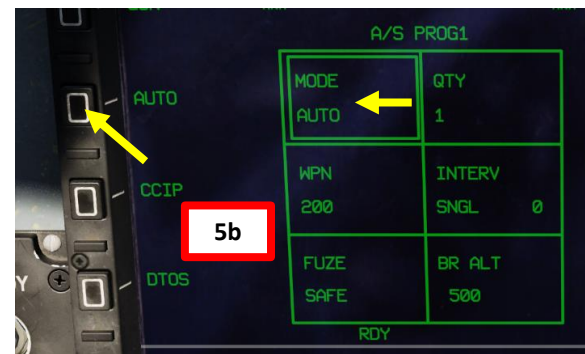 A/S PROG1
MODE
QTY
AUTO
AUTO
1
CCIP
WPN
INTERV
200
SNGL 0
5b
DTOS
FUZE
BR ALT
SAFE
500
RDY